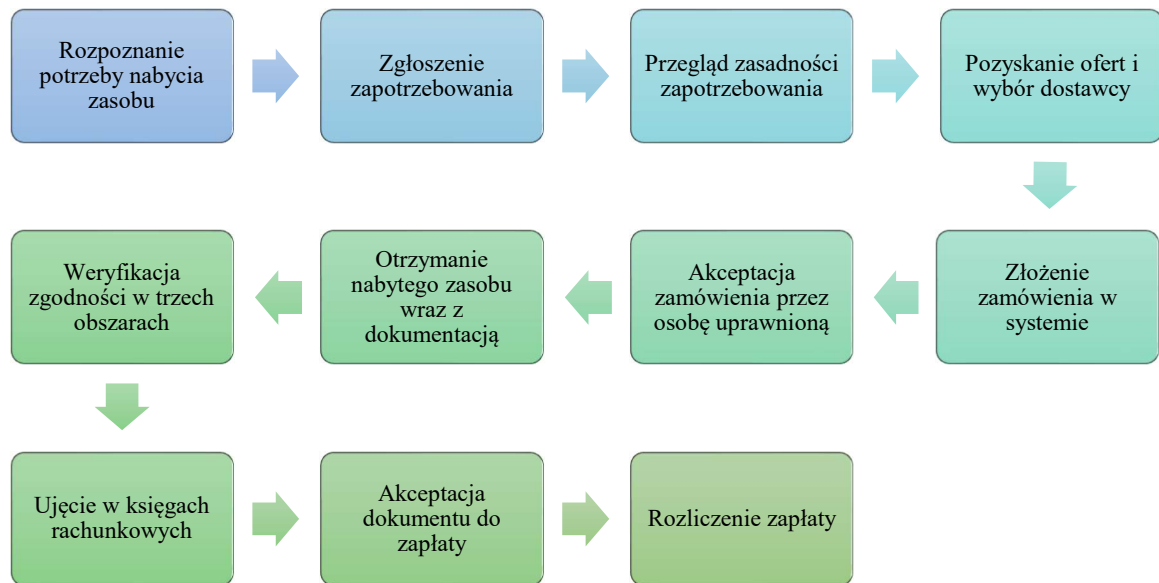 Rozpoznanie
potrzeby nabycia
zasobu
Zgłoszenie
zapotrzebowania
Przegląd zasadności
zapotrzebowania
Pozyskanie ofert i
wybór dostawcy
Złożenie
zamówienia w
systemie
Akceptacja
zamówienia przez
osobę uprawnioną
Otrzymanie
nabytego zasobu
wraz z
dokumentacją
Weryfikacja
zgodności w trzech
obszarach
Ujęcie w księgach
rachunkowych
Akceptacja
dokumentu do
zapłaty
Rozliczenie zapłaty